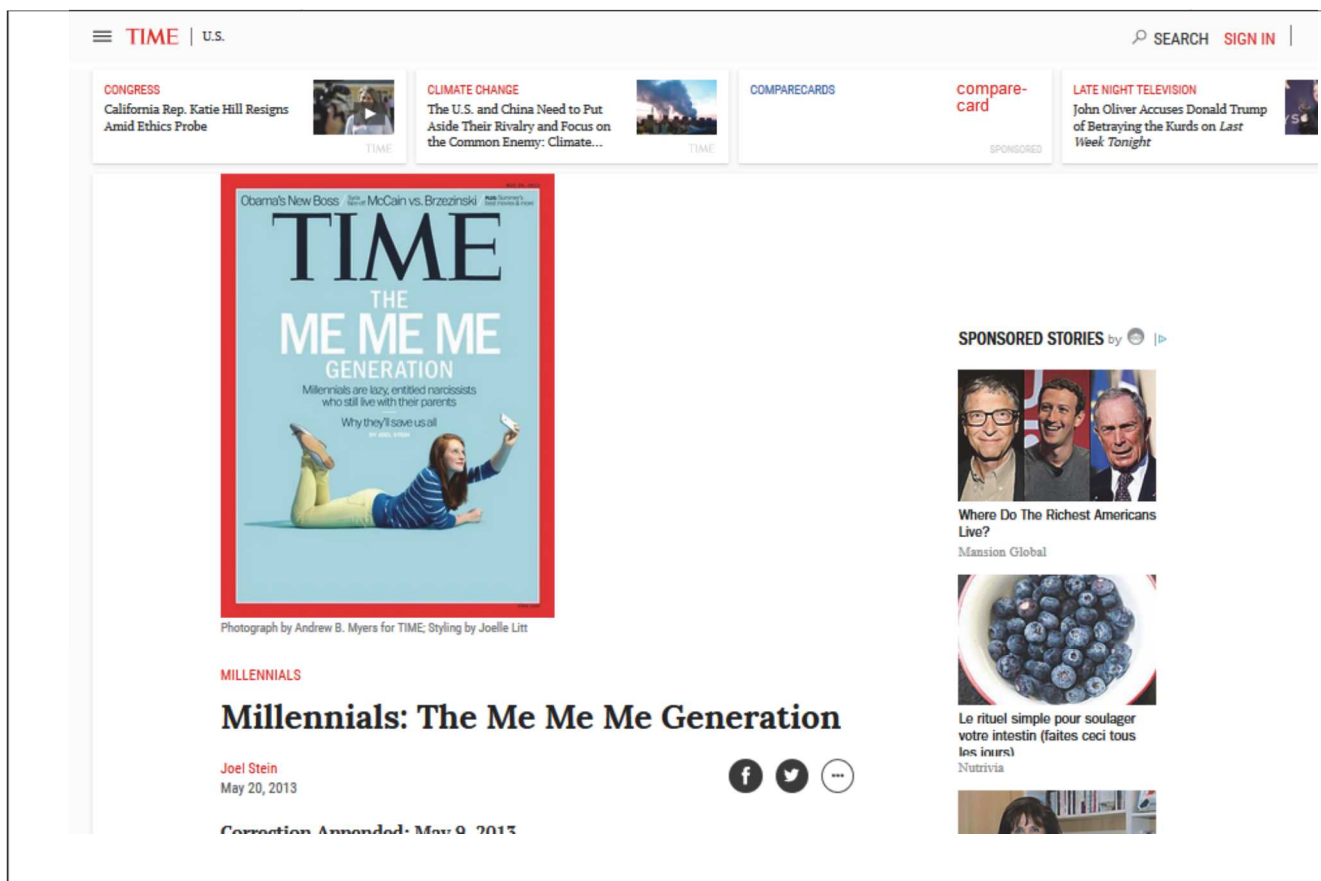 TIME U.S.
SEARCH SIGN IN
CONGRESS
California Rep. Katie Hill Resigns
Amid Ethics Probe
TIME
CLIMATE CHANGE
The U.S. and China Need to Put
Aside Their Rivalry and Focus on
the Common Enemy: Climate...
TIME
COMPARECARDS
compare-
card
SPONSORED
LATE NIGHT TELEVISION
John Oliver Accuses Donald Trump
of Betraying the Kurds on Last
Week Tonight
Obama's New Boss McCain vs. Brzezinski
TIME
THE
ME ME ME
GENERATION
Millennials are lazy, entitled narcissists
who still live with their parents
Why they'll save us all
BY JOEL STEIN
Photograph by Andrew B. Myers for TIME; Styling by Joelle Litt
MILLENNIALS
Millennials: The Me Me Me Generation
Joel Stein
May 20, 2013
Correction Appended: May 9, 2013
SPONSORED STORIES by
Where Do The Richest Americans
Live?
Mansion Global
Le rituel simple pour soulager
votre intestin (faites ceci tous
les jours)
Nutrivia